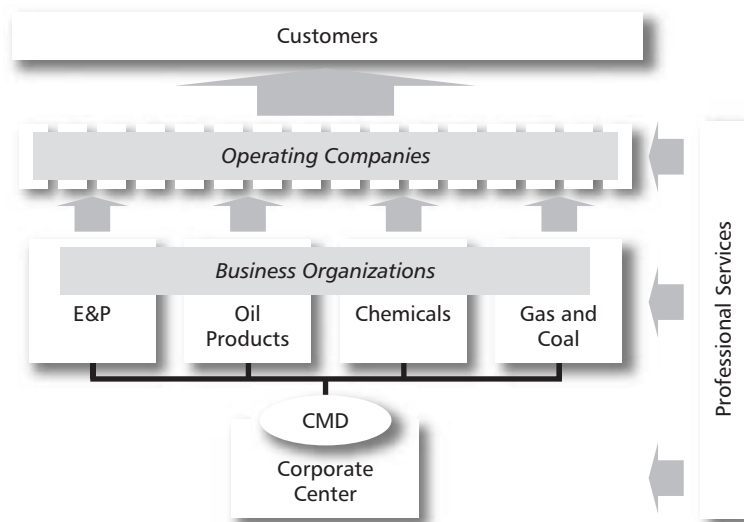 Customers
Operating Companies
Business Organizations
E&P
Oil
Products
Chemicals
Gas and
Coal
CMD
Corporate
Center
Professional Services